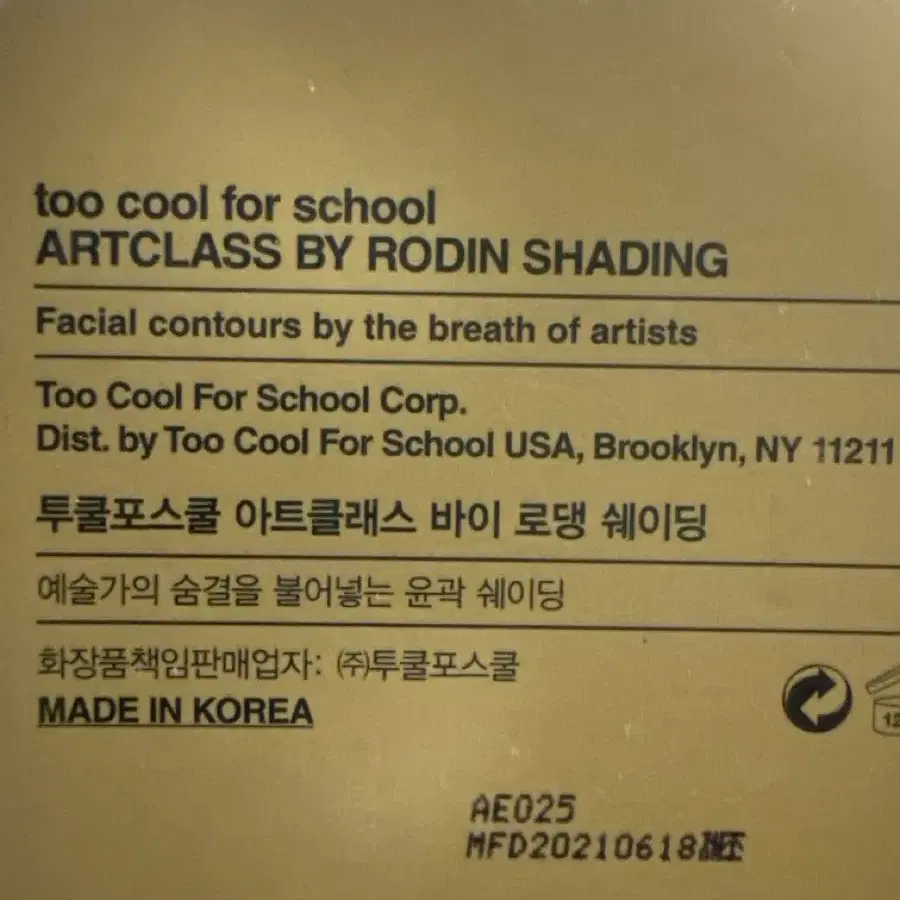 too cool for school
ARTCLASS BY RODIN SHADING
Facial contours by the breath of artists
Too Cool For School Corp.
Dist. by Too Cool For School USA, Brooklyn, NY 11211
투쿨포스쿨 아트클래스 바이 로댕 쉐이딩
예술가의 숨결을 불어넣는 윤곽 쉐이딩
화장품책임판매업자: ㈜투쿨포스쿨
MADE IN KOREA
AE025
MFD20210618